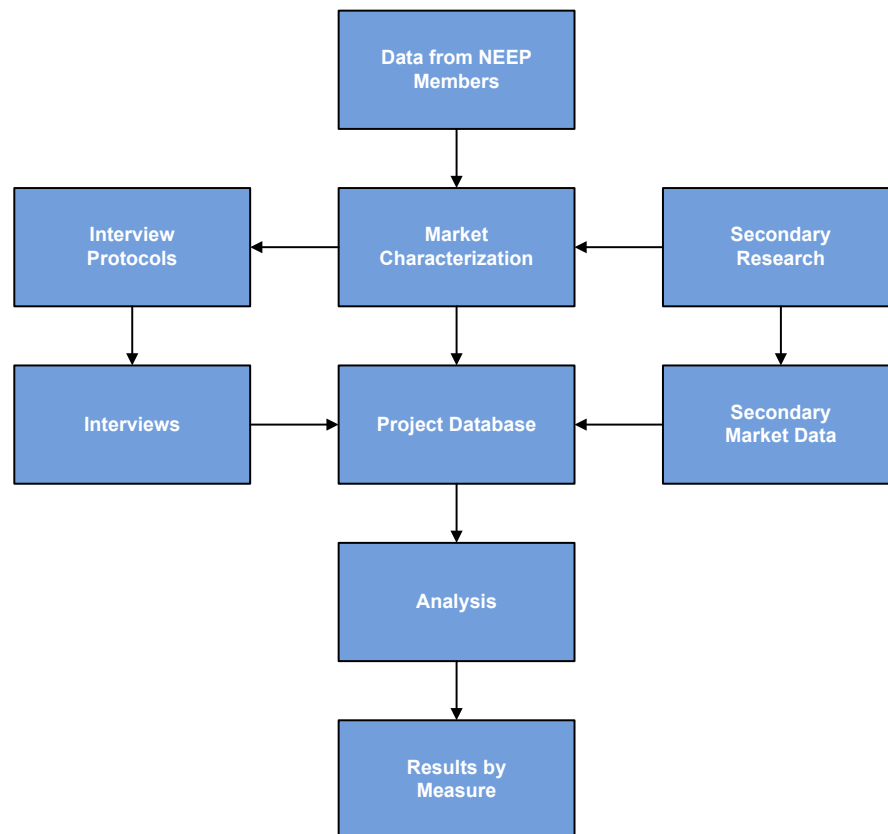 Data from NEEP
Members
Interview
Protocols
Market
Characterization
Secondary
Research
Interviews
Project Database
Secondary
Market Data
Analysis
Results by
Measure